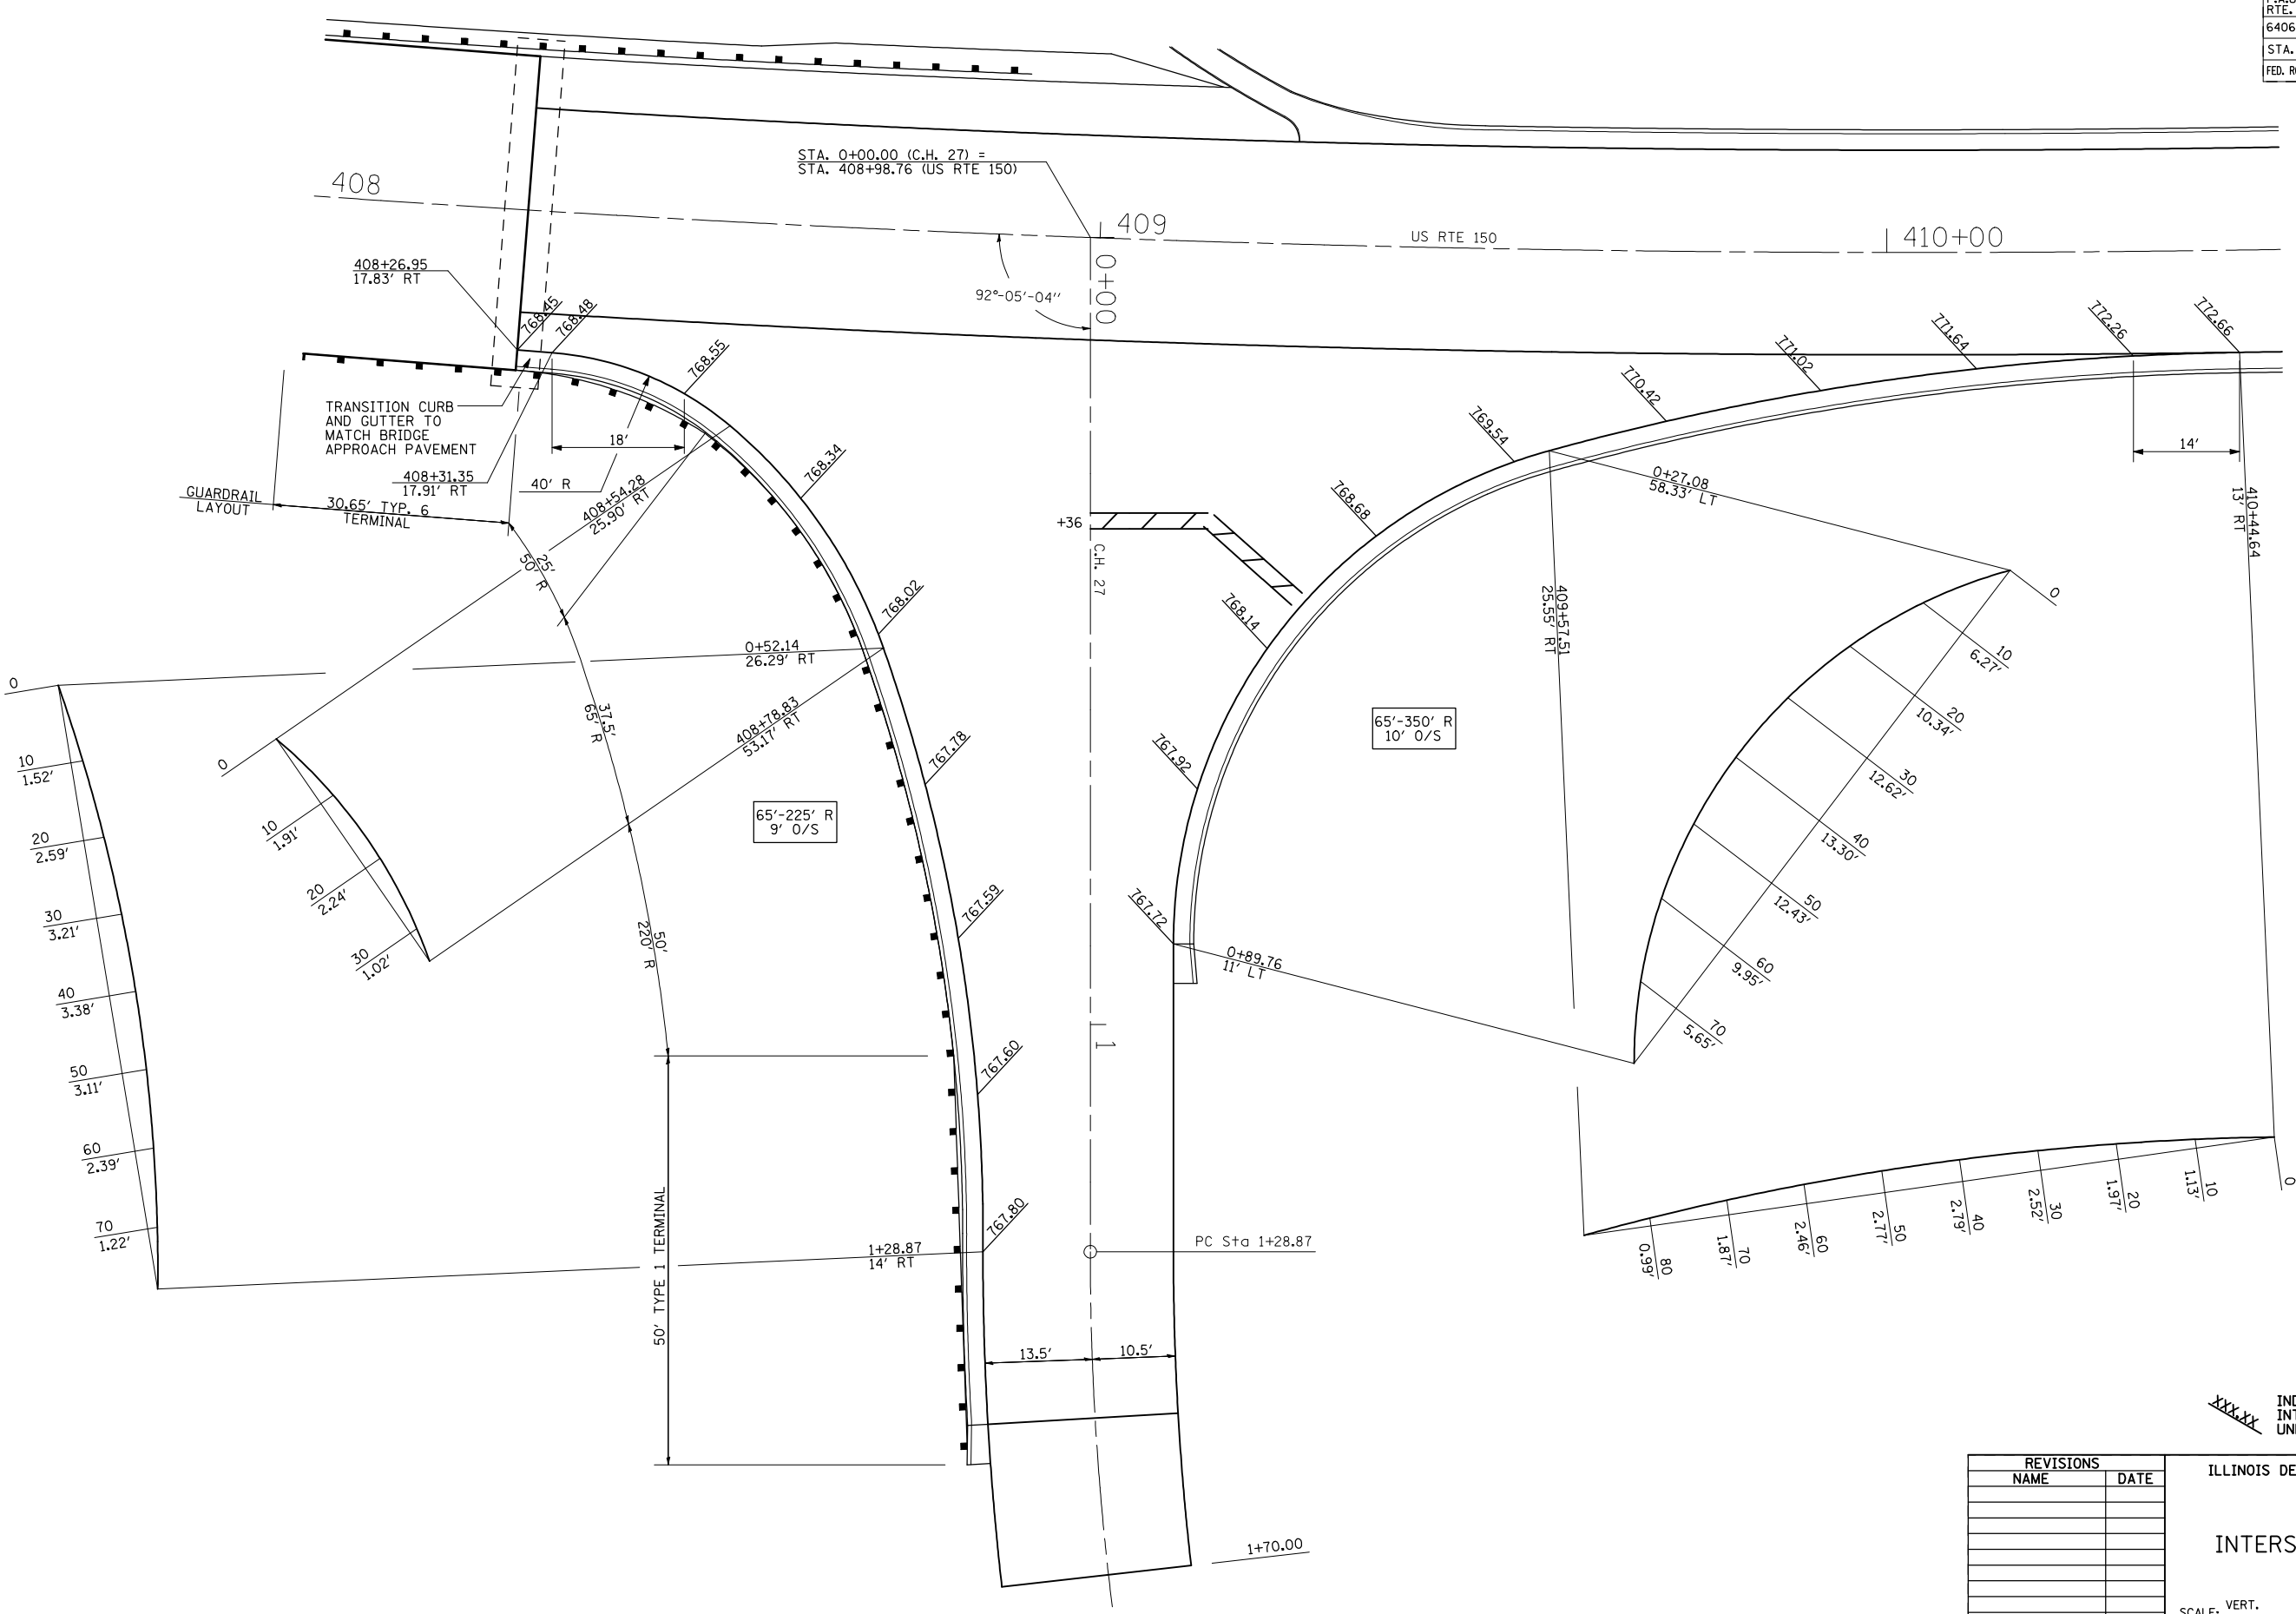 RTE.
6406
STA.
FED. R
408
STA. 0+00.00 (C.H. 27) =
STA. 408+98.76 (US RTE 150)
409
US RTE 150
410+00
0+00
92°-05'-04''
408+26.95
17.83' RT
768.45
768.48
768.55
768.34
768.02
767.78
767.59
767.60
767.80
772.66
772.26
771.64
771.02
770.42
769.54
768.68
768.14
767.92
767.72
TRANSITION CURB
AND GUTTER TO
MATCH BRIDGE
APPROACH PAVEMENT
18'
408+31.35
17.91' RT
40' R
GUARDRAIL
LAYOUT
30.65' TYP. 6
TERMINAL
408+54.28
25.90' RT
25'
50' R
+36
C.H. 27
0+27.08
58.33' LT
14'
410+44.64
13' RT
409+57.51
25.55' RT
0+52.14
26.29' RT
408+78.83
53.17' RT
37.5'
65' R
65'-350' R
10' O/S
65'-225' R
9' O/S
50'
220' R
0+89.76
11' LT
1
0
10
1.52'
20
2.59'
30
3.21'
40
3.38'
50
3.11'
60
2.39'
70
1.22'
0
10
1.91'
20
2.24'
30
1.02'
0
10
6.27'
20
10.34'
30
12.62'
40
13.30'
50
12.43'
60
9.95'
70
5.65'
0
10
1.13'
20
1.97'
30
2.52'
40
2.79'
50
2.77'
60
2.46'
70
1.87'
80
0.99'
50' TYPE 1 TERMINAL
1+28.87
14' RT
PC Sta 1+28.87
13.5'
10.5'
1+70.00
XXX.XX
IND
INT
UN
REVISIONS
NAME DATE
ILLINOIS DE
INTERS
SCALE: VERT.